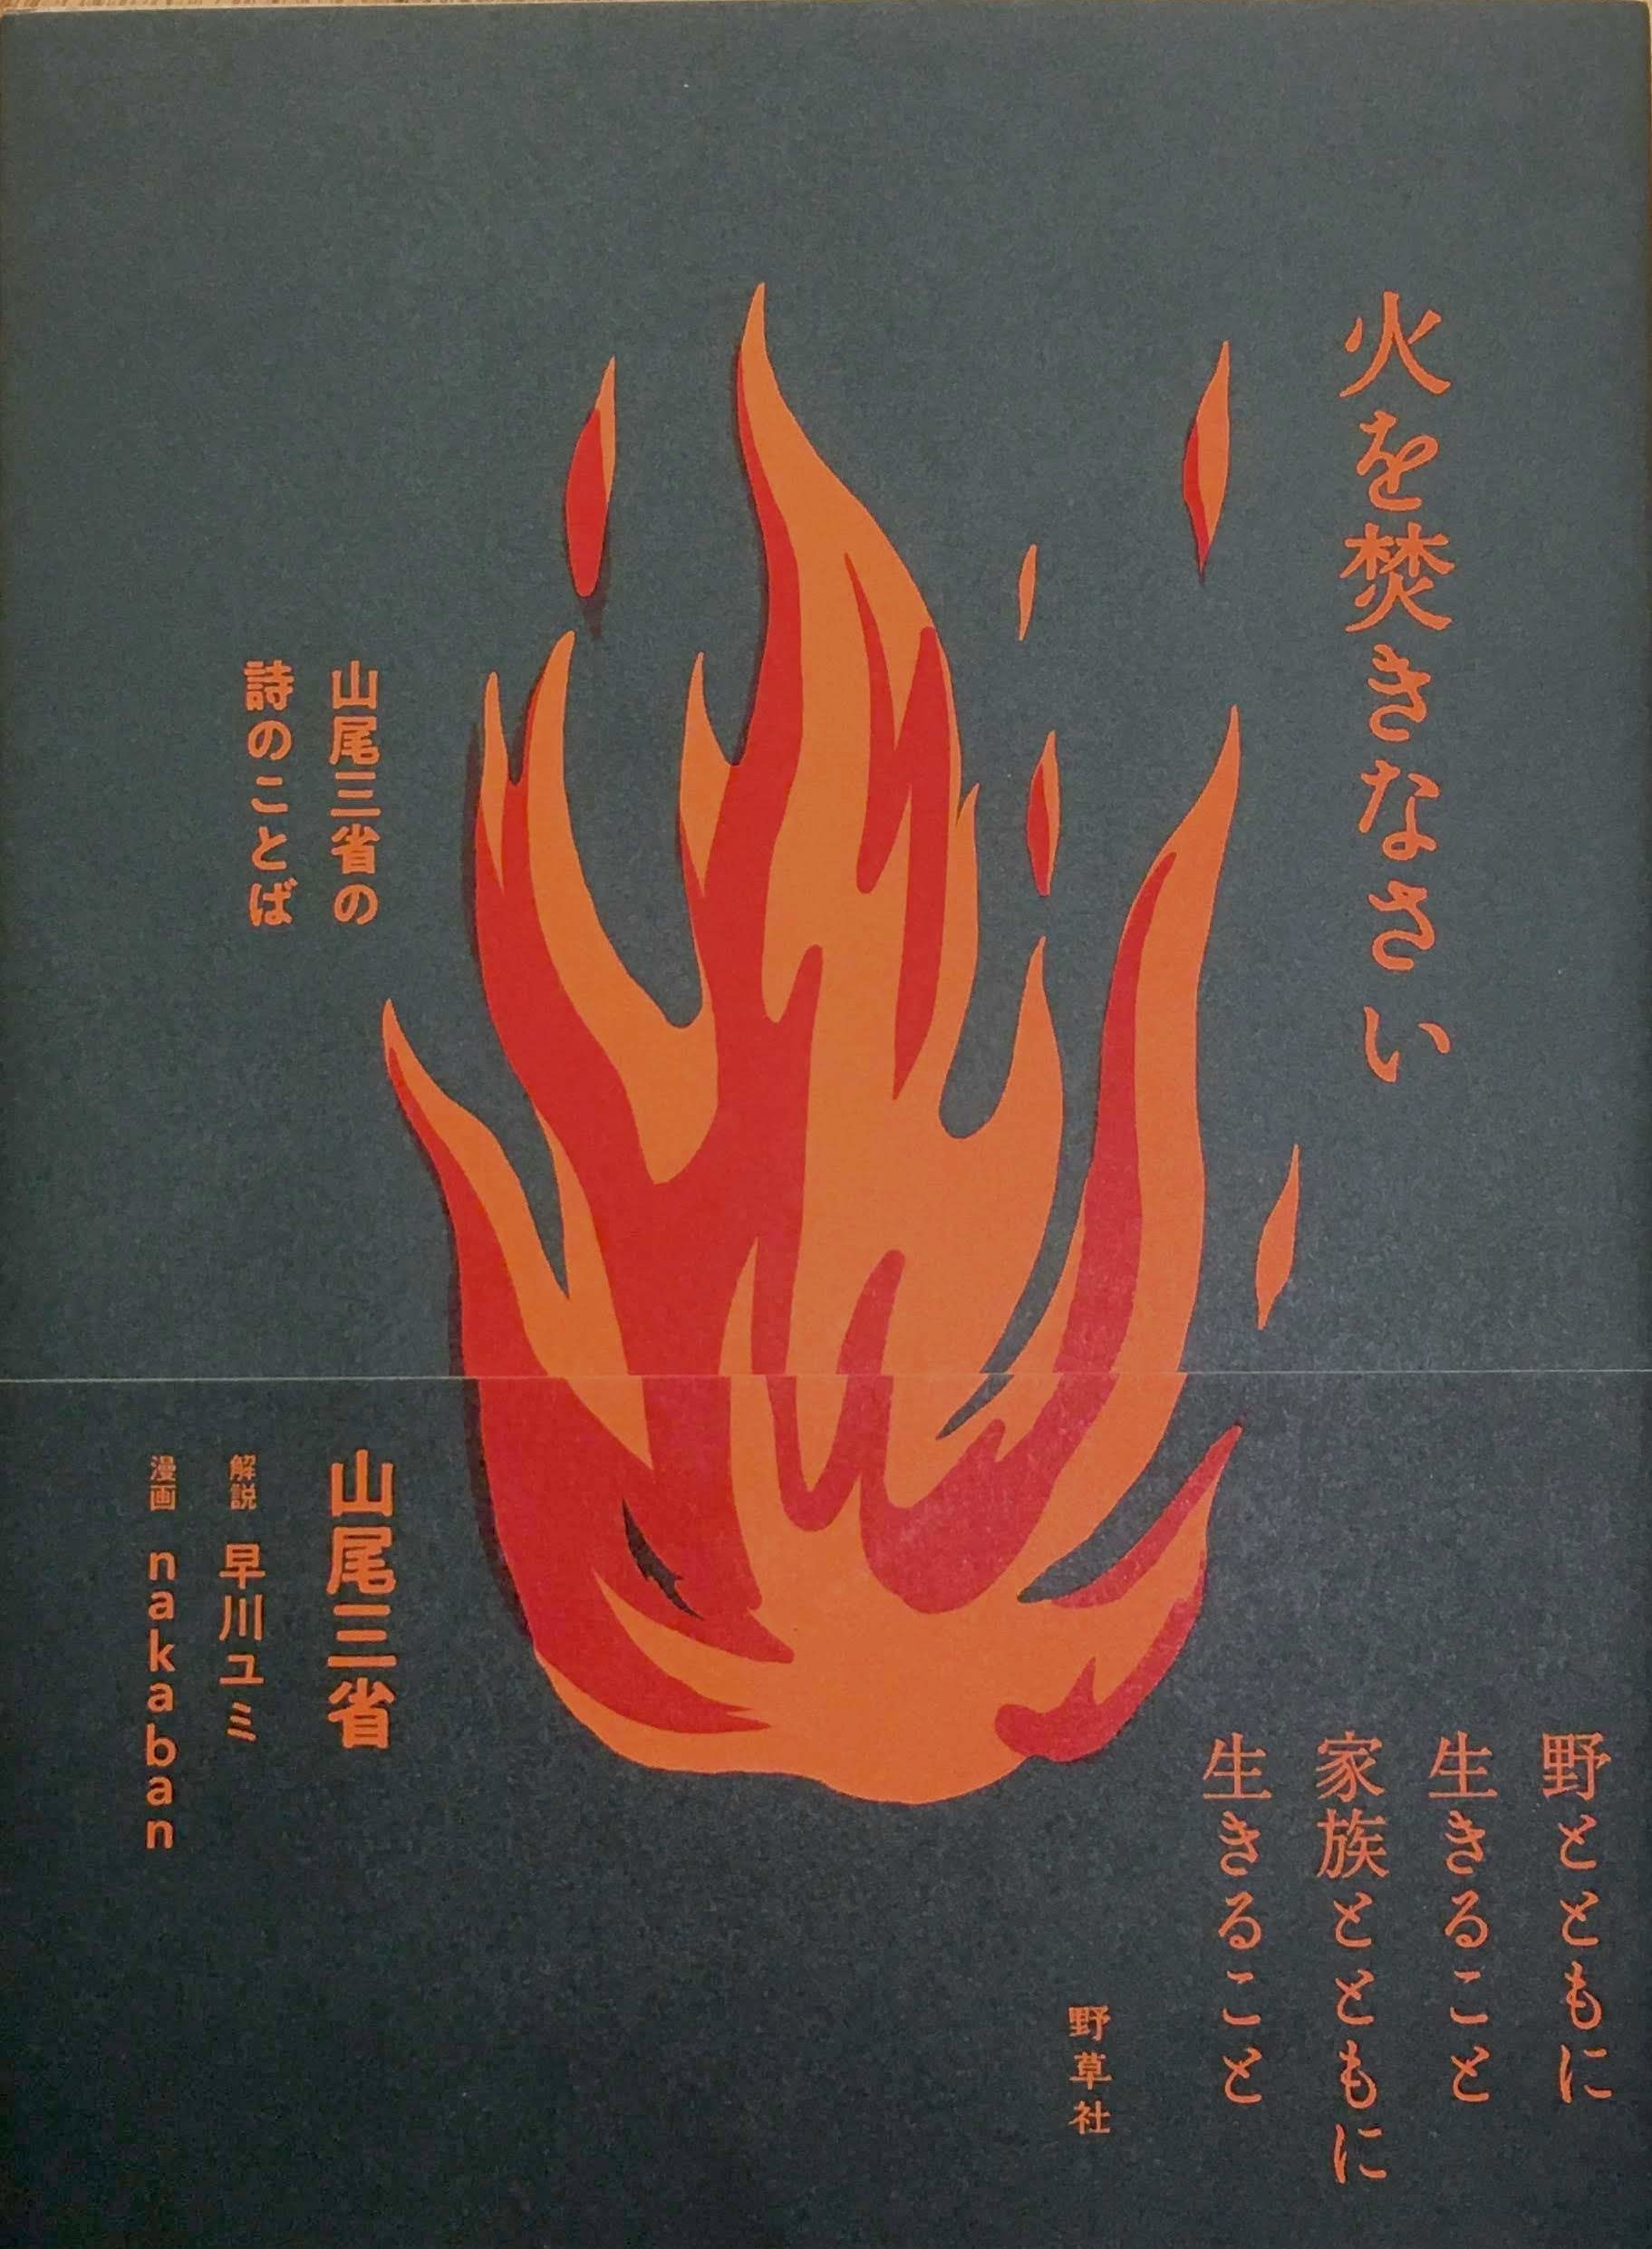 火を焚きなさい
山尾三省の
詩のことば
野とともに
生きること
家族とともに
生きること
野草社
山尾三省
解説 早川ユミ
漫画 nakaban